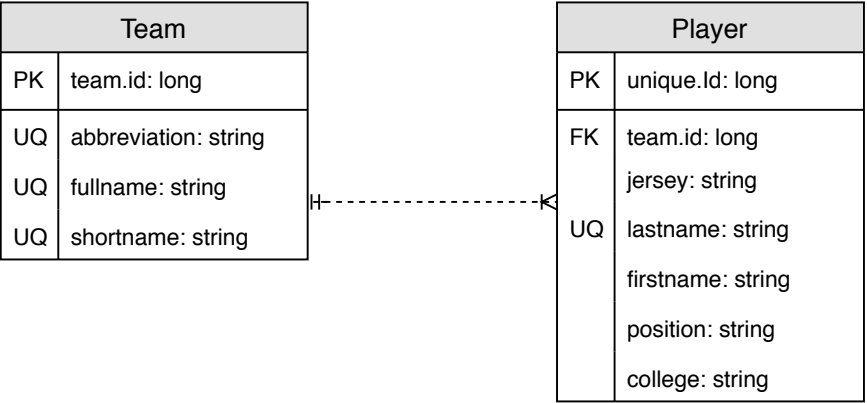 Team
PK team.id: long
UQ abbreviation: string
UQ fullname: string
UQ shortname: string
Player
PK unique.Id: long
FK team.id: long
jersey: string
UQ lastname: string
firstname: string
position: string
college: string